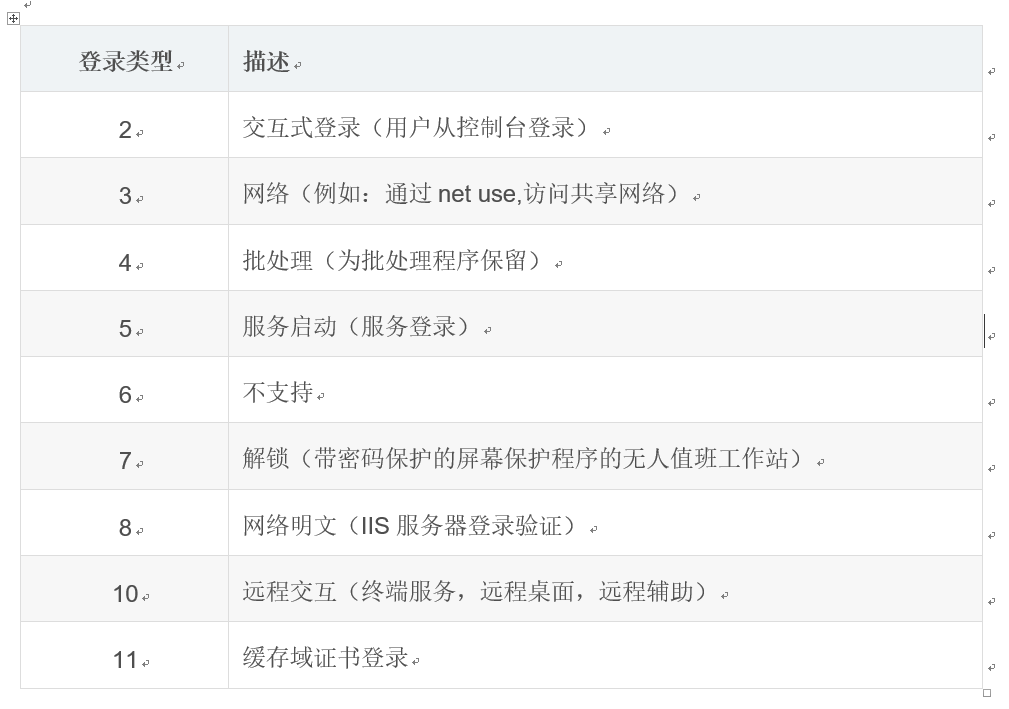 登录类型 描述
2 交互式登录（用户从控制台登录）
3 网络（例如：通过 net use,访问共享网络）
4 批处理（为批处理程序保留）
5 服务启动（服务登录）
6 不支持
7 解锁（带密码保护的屏幕保护程序的无人值班工作站）
8 网络明文（IIS 服务器登录验证）
10 远程交互（终端服务，远程桌面，远程辅助）
11 缓存域证书登录